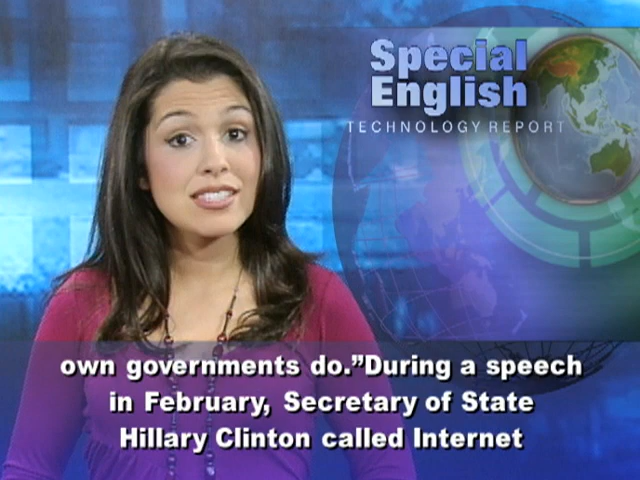 Special
English
TECHNOLOGY REPORT
own governments do.”During a speech
in February, Secretary of State
Hillary Clinton called Internet